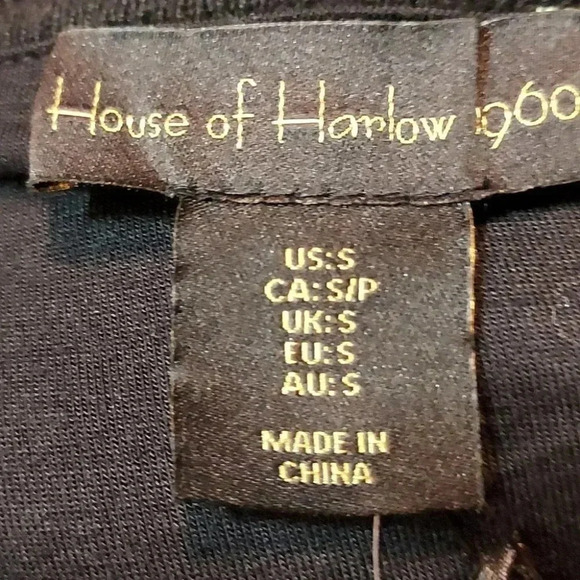 House of Harlow 1960
US:S
CA: S/P
UK:S
EU:S
AU:S
MADE IN
CHINA